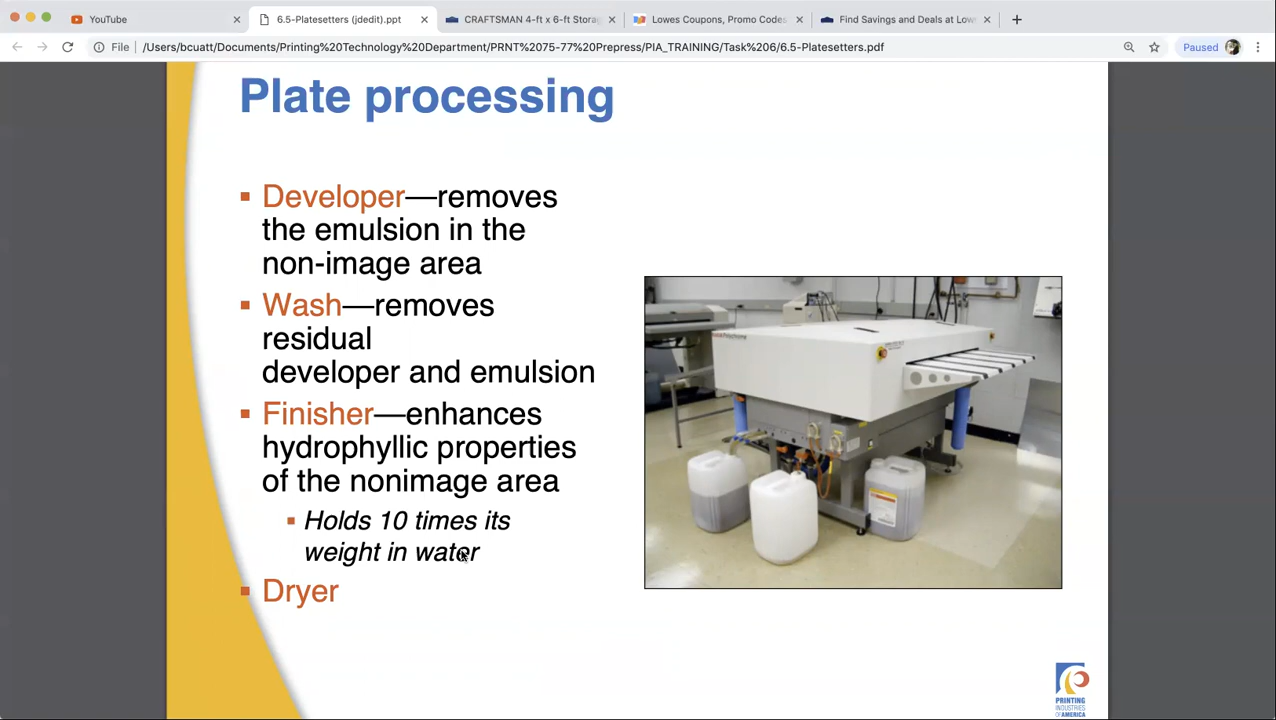 YouTube
6.5-Platesetters (jdedit).ppt
CRAFTSMAN 4-ft x 6-ft Storag
Lowes Coupons, Promo Codes
Find Savings and Deals at Low
File
/Users/bcuatt/Documents/Printing%20Technology%20Department/PRNT%2075-77%20Prepress/PIA_TRAINING/Task%206/6.5-Platesetters.pdf
Paused
Plate processing
Developer—removes
the emulsion in the
non-image area
Wash—removes
residual
developer and emulsion
Finisher—enhances
hydrophyllic properties
of the nonimage area
Holds 10 times its
weight in water
Dryer
PRINTING
INDUSTRIES
OF AMERICA